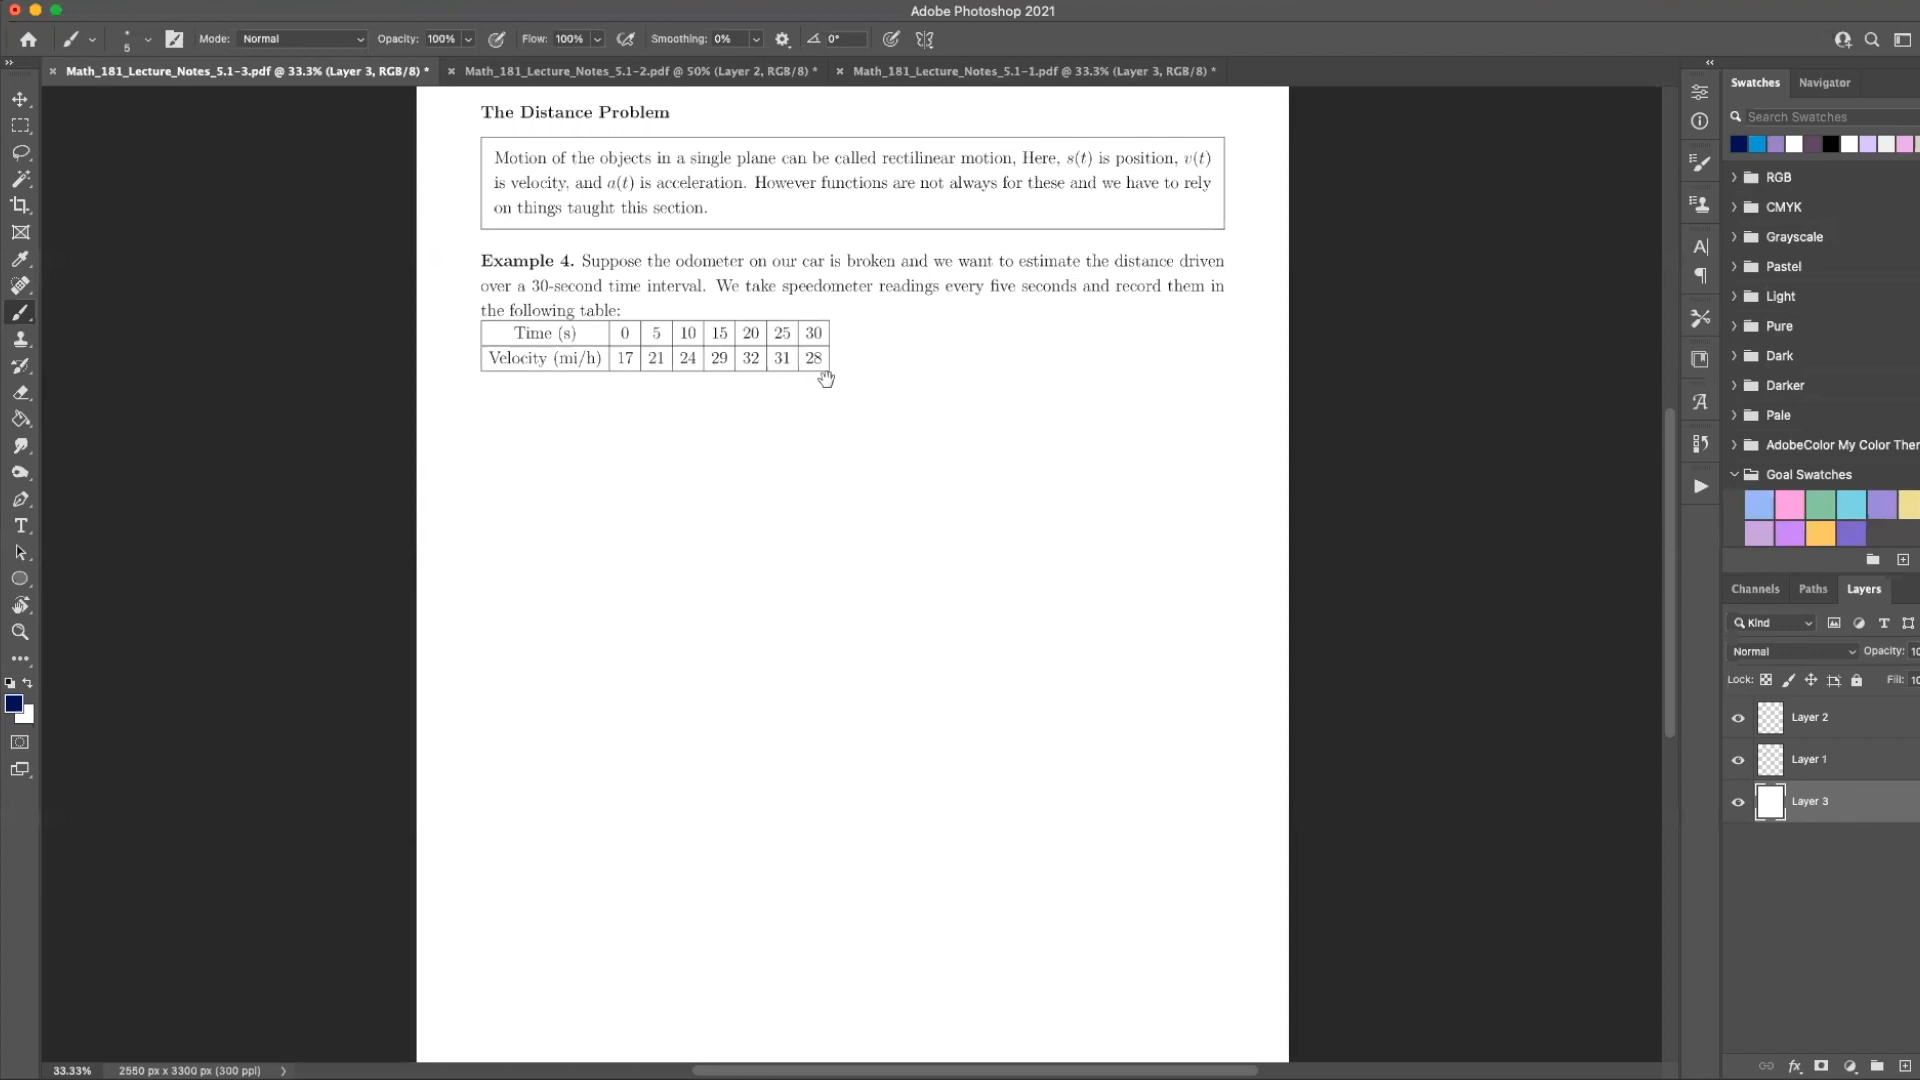 Adobe Photoshop 2021
5 Mode: Normal Opacity: 100% Flow: 100% Smoothing: 0% 0°
× Math_181_Lecture_Notes_5.1-3.pdf @ 33.3% (Layer 3, RGB/8) * × Math_181_Lecture_Notes_5.1-2.pdf @ 50% (Layer 2, RGB/8) * × Math_181_Lecture_Notes_5.1-1.pdf @ 33.3% (Layer 3, RGB/8) *
The Distance Problem
Motion of the objects in a single plane can be called rectilinear motion, Here, s(t) is position, v(t)
is velocity, and a(t) is acceleration. However functions are not always for these and we have to rely
on things taught this section.
Example 4. Suppose the odometer on our car is broken and we want to estimate the distance driven
over a 30-second time interval. We take speedometer readings every five seconds and record them in
the following table:
Time (s) 0 5 10 15 20 25 30
Velocity (mi/h) 17 21 24 29 32 31 28
Swatches Navigator
Search Swatches
RGB
CMYK
Grayscale
Pastel
Light
Pure
Dark
Darker
Pale
AdobeColor My Color Ther
Goal Swatches
Channels Paths Layers
Kind
Normal Opacity: 10
Lock: Fill: 10
Layer 2
Layer 1
Layer 3
fx
33.33% 2550 px x 3300 px (300 ppi)